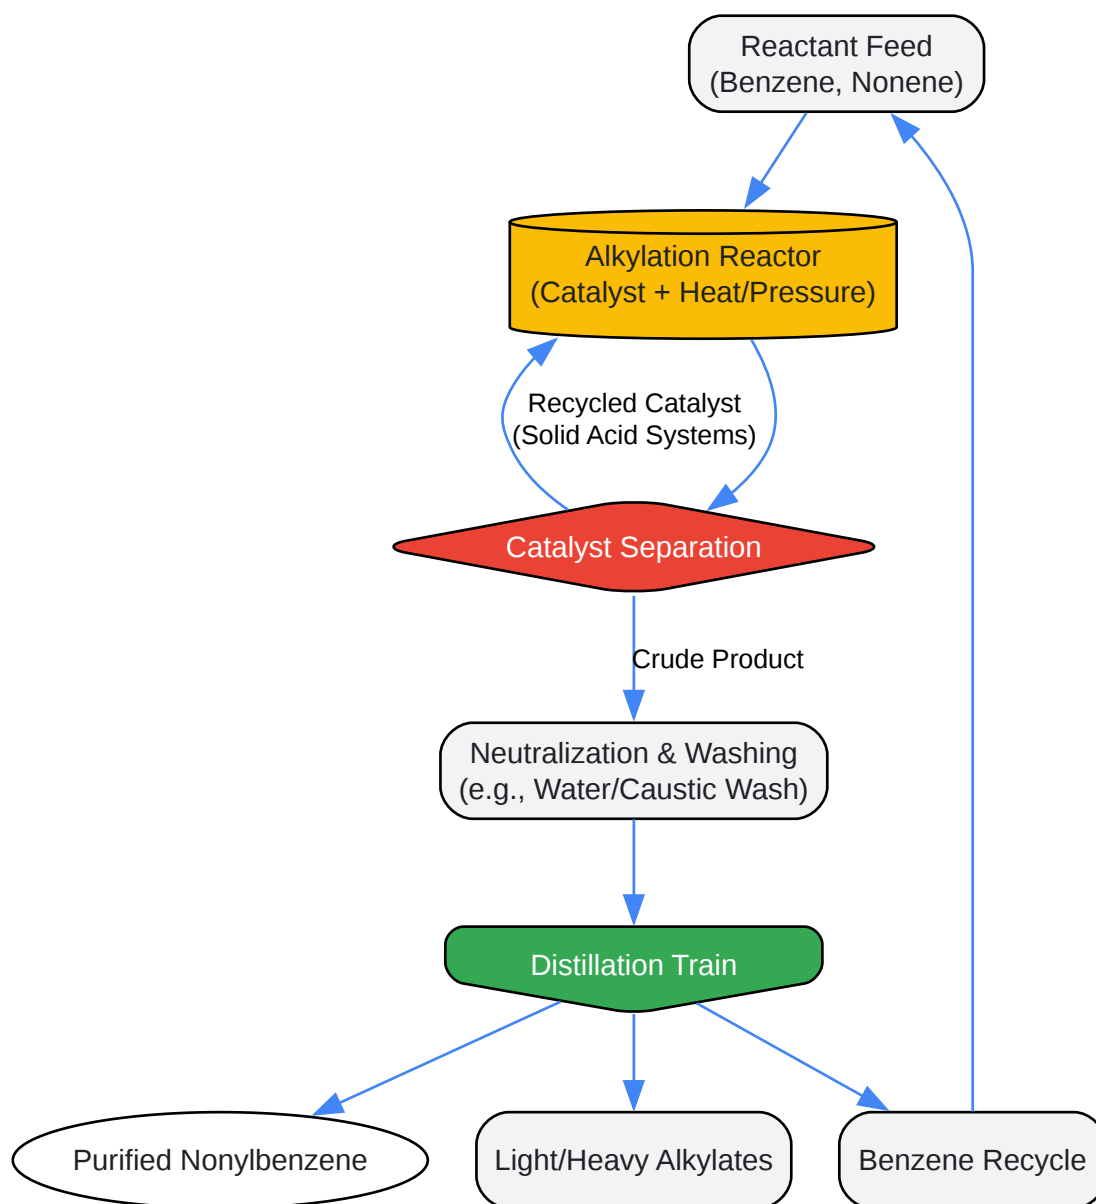 Reactant Feed
(Benzene, Nonene)
Alkylation Reactor
(Catalyst + Heat/Pressure)
Recycled Catalyst
(Solid Acid Systems)
Catalyst Separation
Crude Product
Neutralization & Washing
(e.g., Water/Caustic Wash)
Distillation Train
Purified Nonylbenzene
Light/Heavy Alkylates
Benzene Recycle